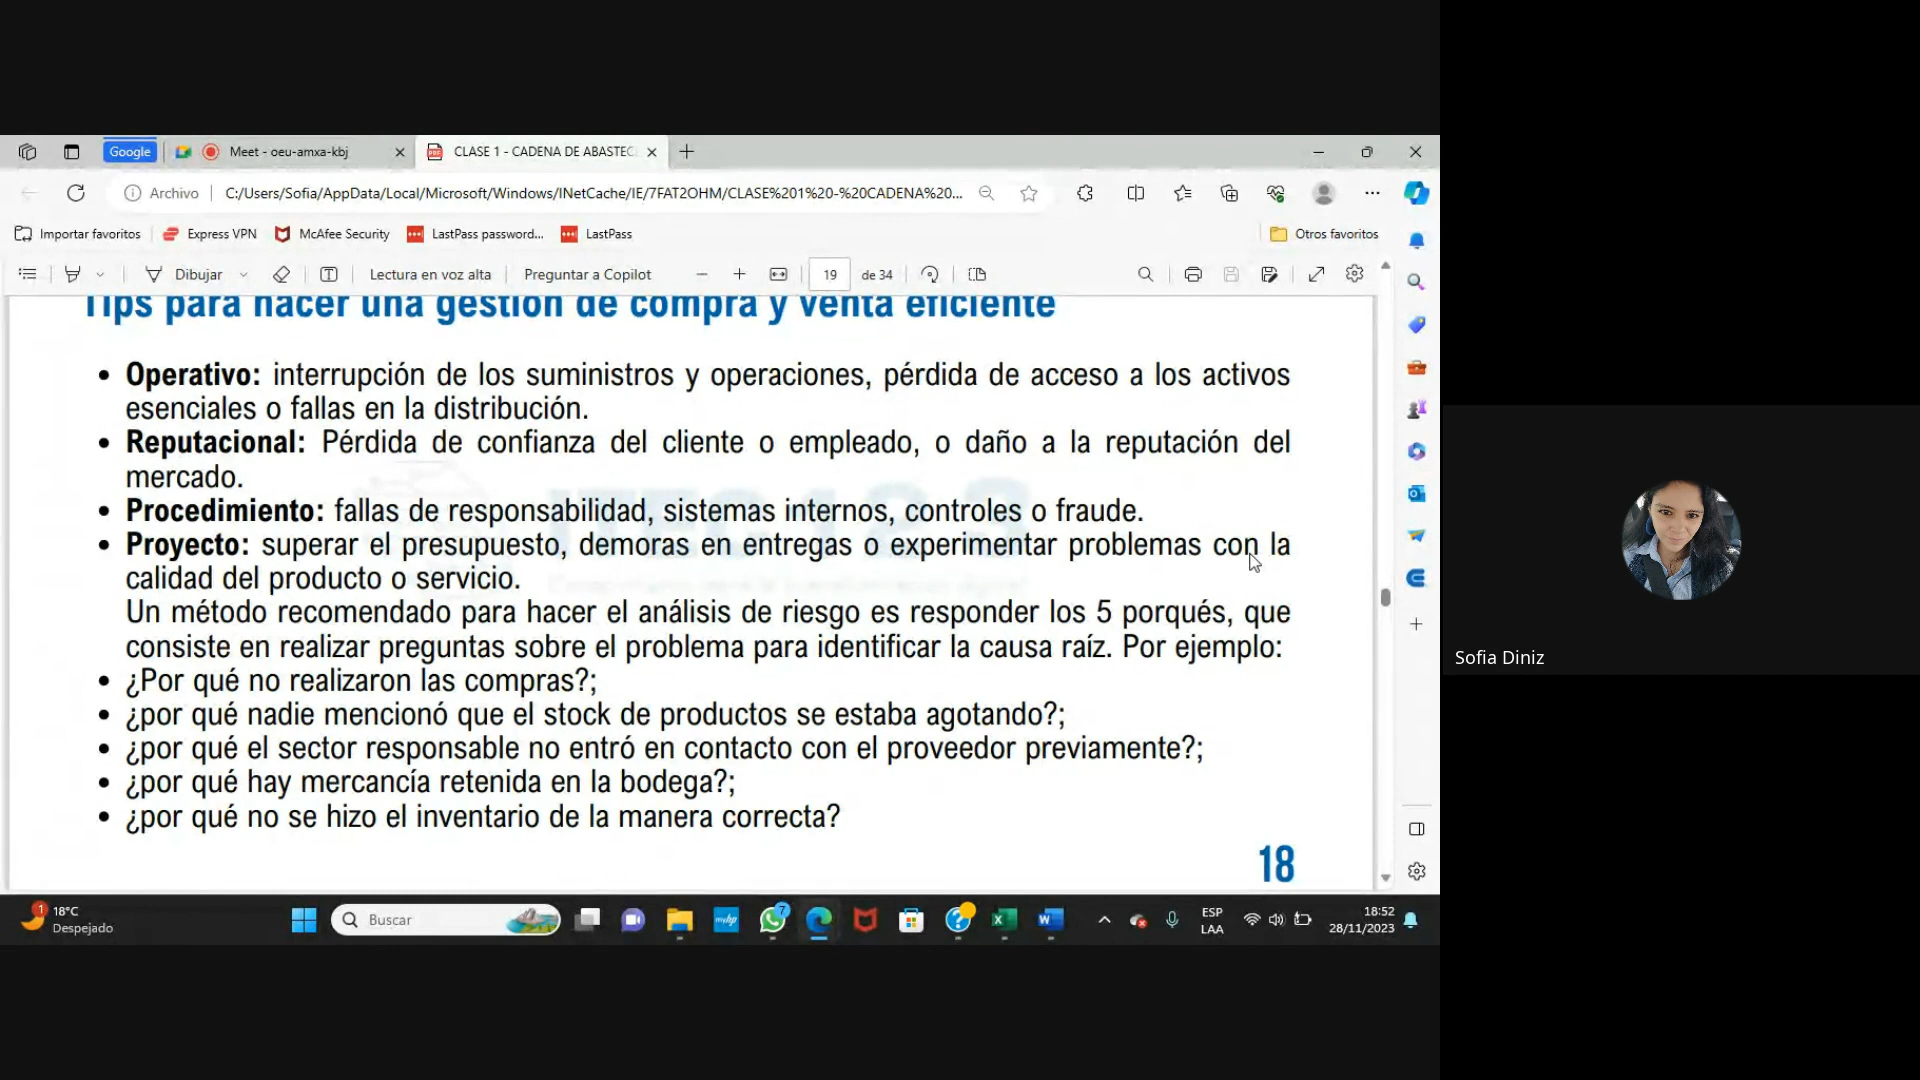 Google
Meet - oeu-amxa-kbj
CLASE 1 - CADENA DE ABASTEC
Archivo
C:/Users/Sofia/AppData/Local/Microsoft/Windows/INetCache/IE/7FAT2OHM/CLASE%201%20-%20CADENA%20...
Importar favoritos
Express VPN
McAfee Security
LastPass password...
LastPass
Otros favoritos
Dibujar
Lectura en voz alta
Preguntar a Copilot
19
de 34
Tips para hacer una gestión de compra y venta eficiente
• Operativo: interrupción de los suministros y operaciones, pérdida de acceso a los activos
esenciales o fallas en la distribución.
• Reputacional: Pérdida de confianza del cliente o empleado, o daño a la reputación del
mercado.
• Procedimiento: fallas de responsabilidad, sistemas internos, controles o fraude.
• Proyecto: superar el presupuesto, demoras en entregas o experimentar problemas con la
calidad del producto o servicio.
Un método recomendado para hacer el análisis de riesgo es responder los 5 porqués, que
consiste en realizar preguntas sobre el problema para identificar la causa raíz. Por ejemplo:
• ¿Por qué no realizaron las compras?;
• ¿por qué nadie mencionó que el stock de productos se estaba agotando?;
• ¿por qué el sector responsable no entró en contacto con el proveedor previamente?;
• ¿por qué hay mercancía retenida en la bodega?;
• ¿por qué no se hizo el inventario de la manera correcta?
18
Sofia Diniz
1
18°C
Despejado
Buscar
7
ESP
LAA
18:52
28/11/2023